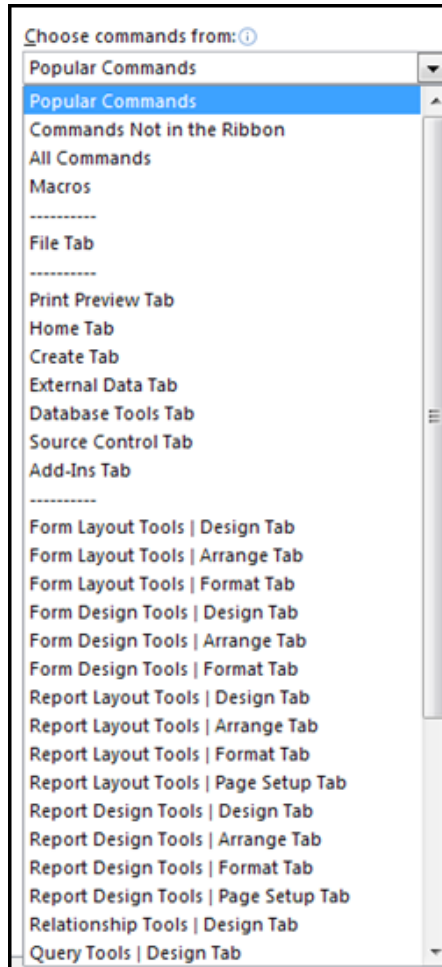 Choose commands from:
Popular Commands
Popular Commands
Commands Not in the Ribbon
All Commands
Macros
----------
File Tab
----------
Print Preview Tab
Home Tab
Create Tab
External Data Tab
Database Tools Tab
Source Control Tab
Add-Ins Tab
----------
Form Layout Tools | Design Tab
Form Layout Tools | Arrange Tab
Form Layout Tools | Format Tab
Form Design Tools | Design Tab
Form Design Tools | Arrange Tab
Form Design Tools | Format Tab
Report Layout Tools | Design Tab
Report Layout Tools | Arrange Tab
Report Layout Tools | Format Tab
Report Layout Tools | Page Setup Tab
Report Design Tools | Design Tab
Report Design Tools | Arrange Tab
Report Design Tools | Format Tab
Report Design Tools | Page Setup Tab
Relationship Tools | Design Tab
Query Tools | Design Tab